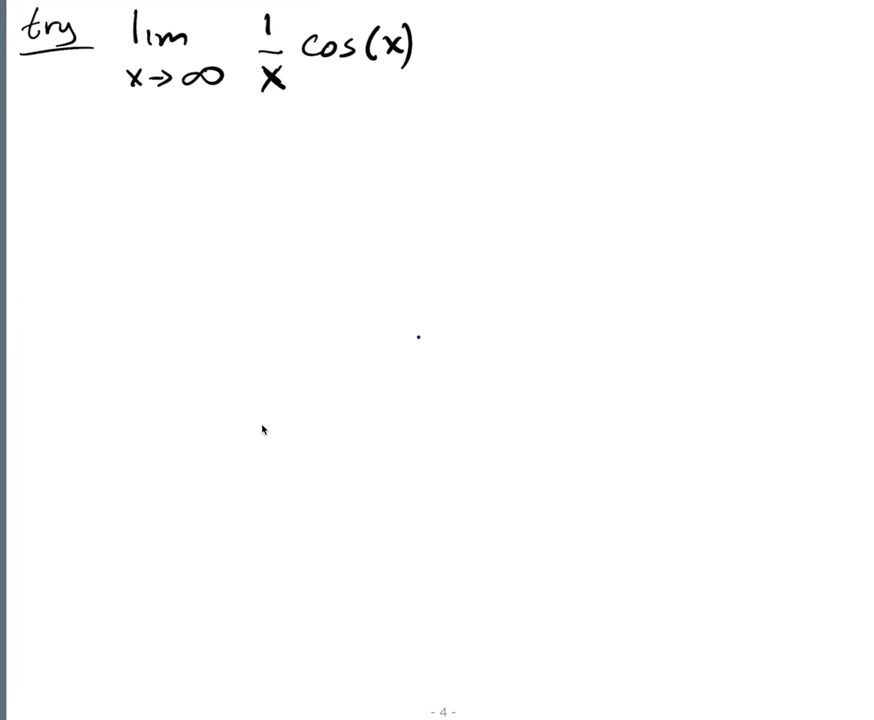 try lim x→∞ 1/x cos(x)
- 4 -